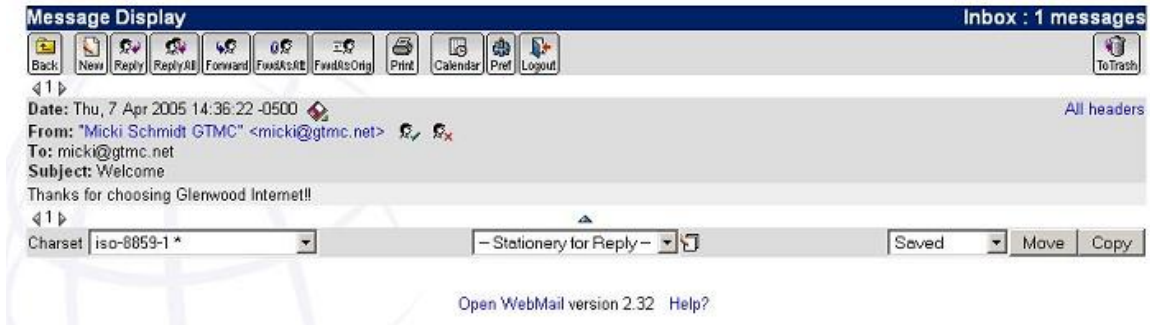 Message Display Inbox : 1 messages
Back New Reply ReplyAll Forward FwdAsAtt FwdAsOrig Print Calendar Pref Logout ToTrash
1
Date: Thu, 7 Apr 2005 14:36:22 -0500 All headers
From: "Micki Schmidt GTMC" <micki@gtmc.net>
To: micki@gtmc.net
Subject: Welcome
Thanks for choosing Glenwood Internet!!
1
Charset iso-8859-1 * -- Stationery for Reply -- Saved Move Copy
Open WebMail version 2.32 Help?